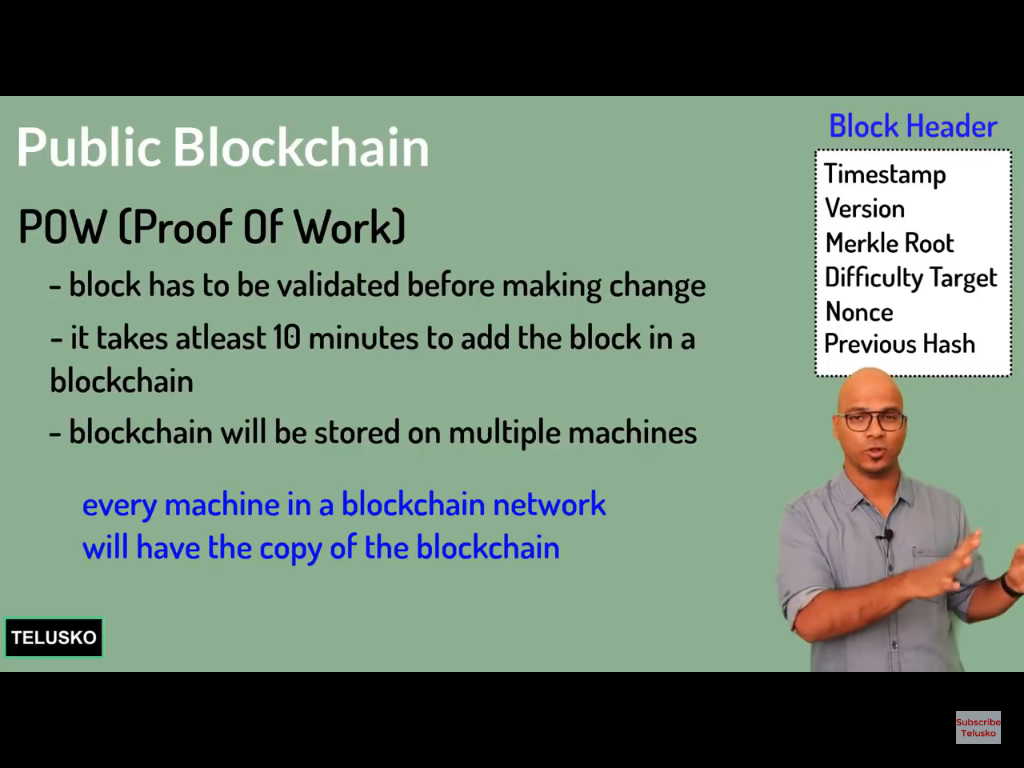 Public Blockchain
POW (Proof Of Work)
- block has to be validated before making change
- it takes atleast 10 minutes to add the block in a
blockchain
- blockchain will be stored on multiple machines
every machine in a blockchain network
will have the copy of the blockchain
Block Header
Timestamp
Version
Merkle Root
Difficulty Target
Nonce
Previous Hash
TELUSKO
Subscribe
Telusko